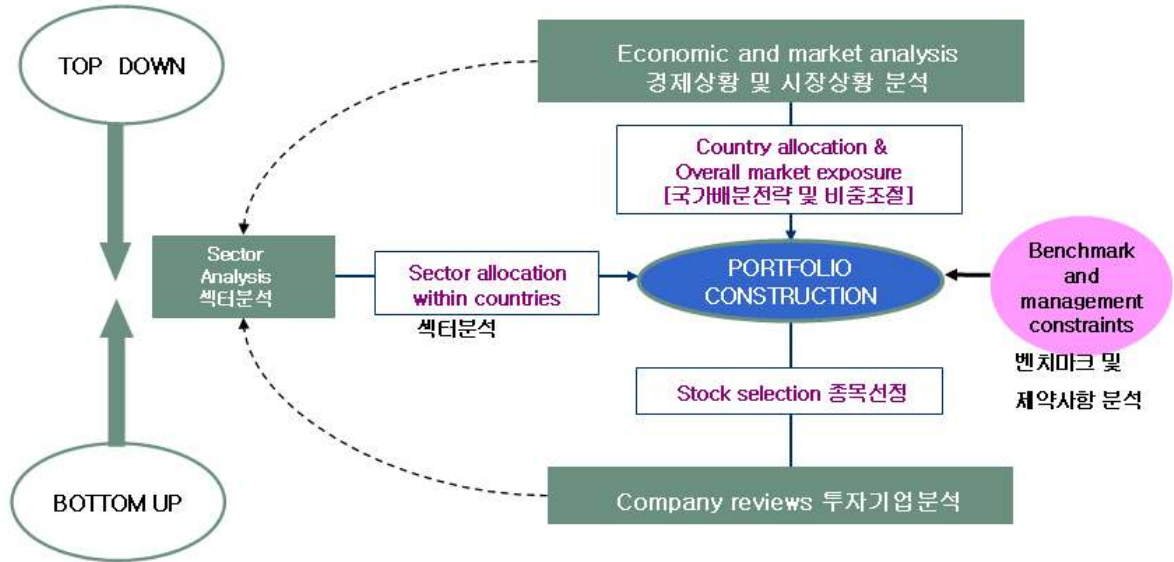 TOP DOWN
Economic and market analysis
경제상황 및 시장상황 분석
Country allocation &
Overall market exposure
[국가배분전략 및 비중조절]
Sector
Analysis
섹터분석
Sector allocation
within countries
섹터분석
PORTFOLIO
CONSTRUCTION
Benchmark
and
management
constraints
벤치마크 및
제약사항 분석
Stock selection 종목선정
BOTTOM UP
Company reviews 투자기업분석